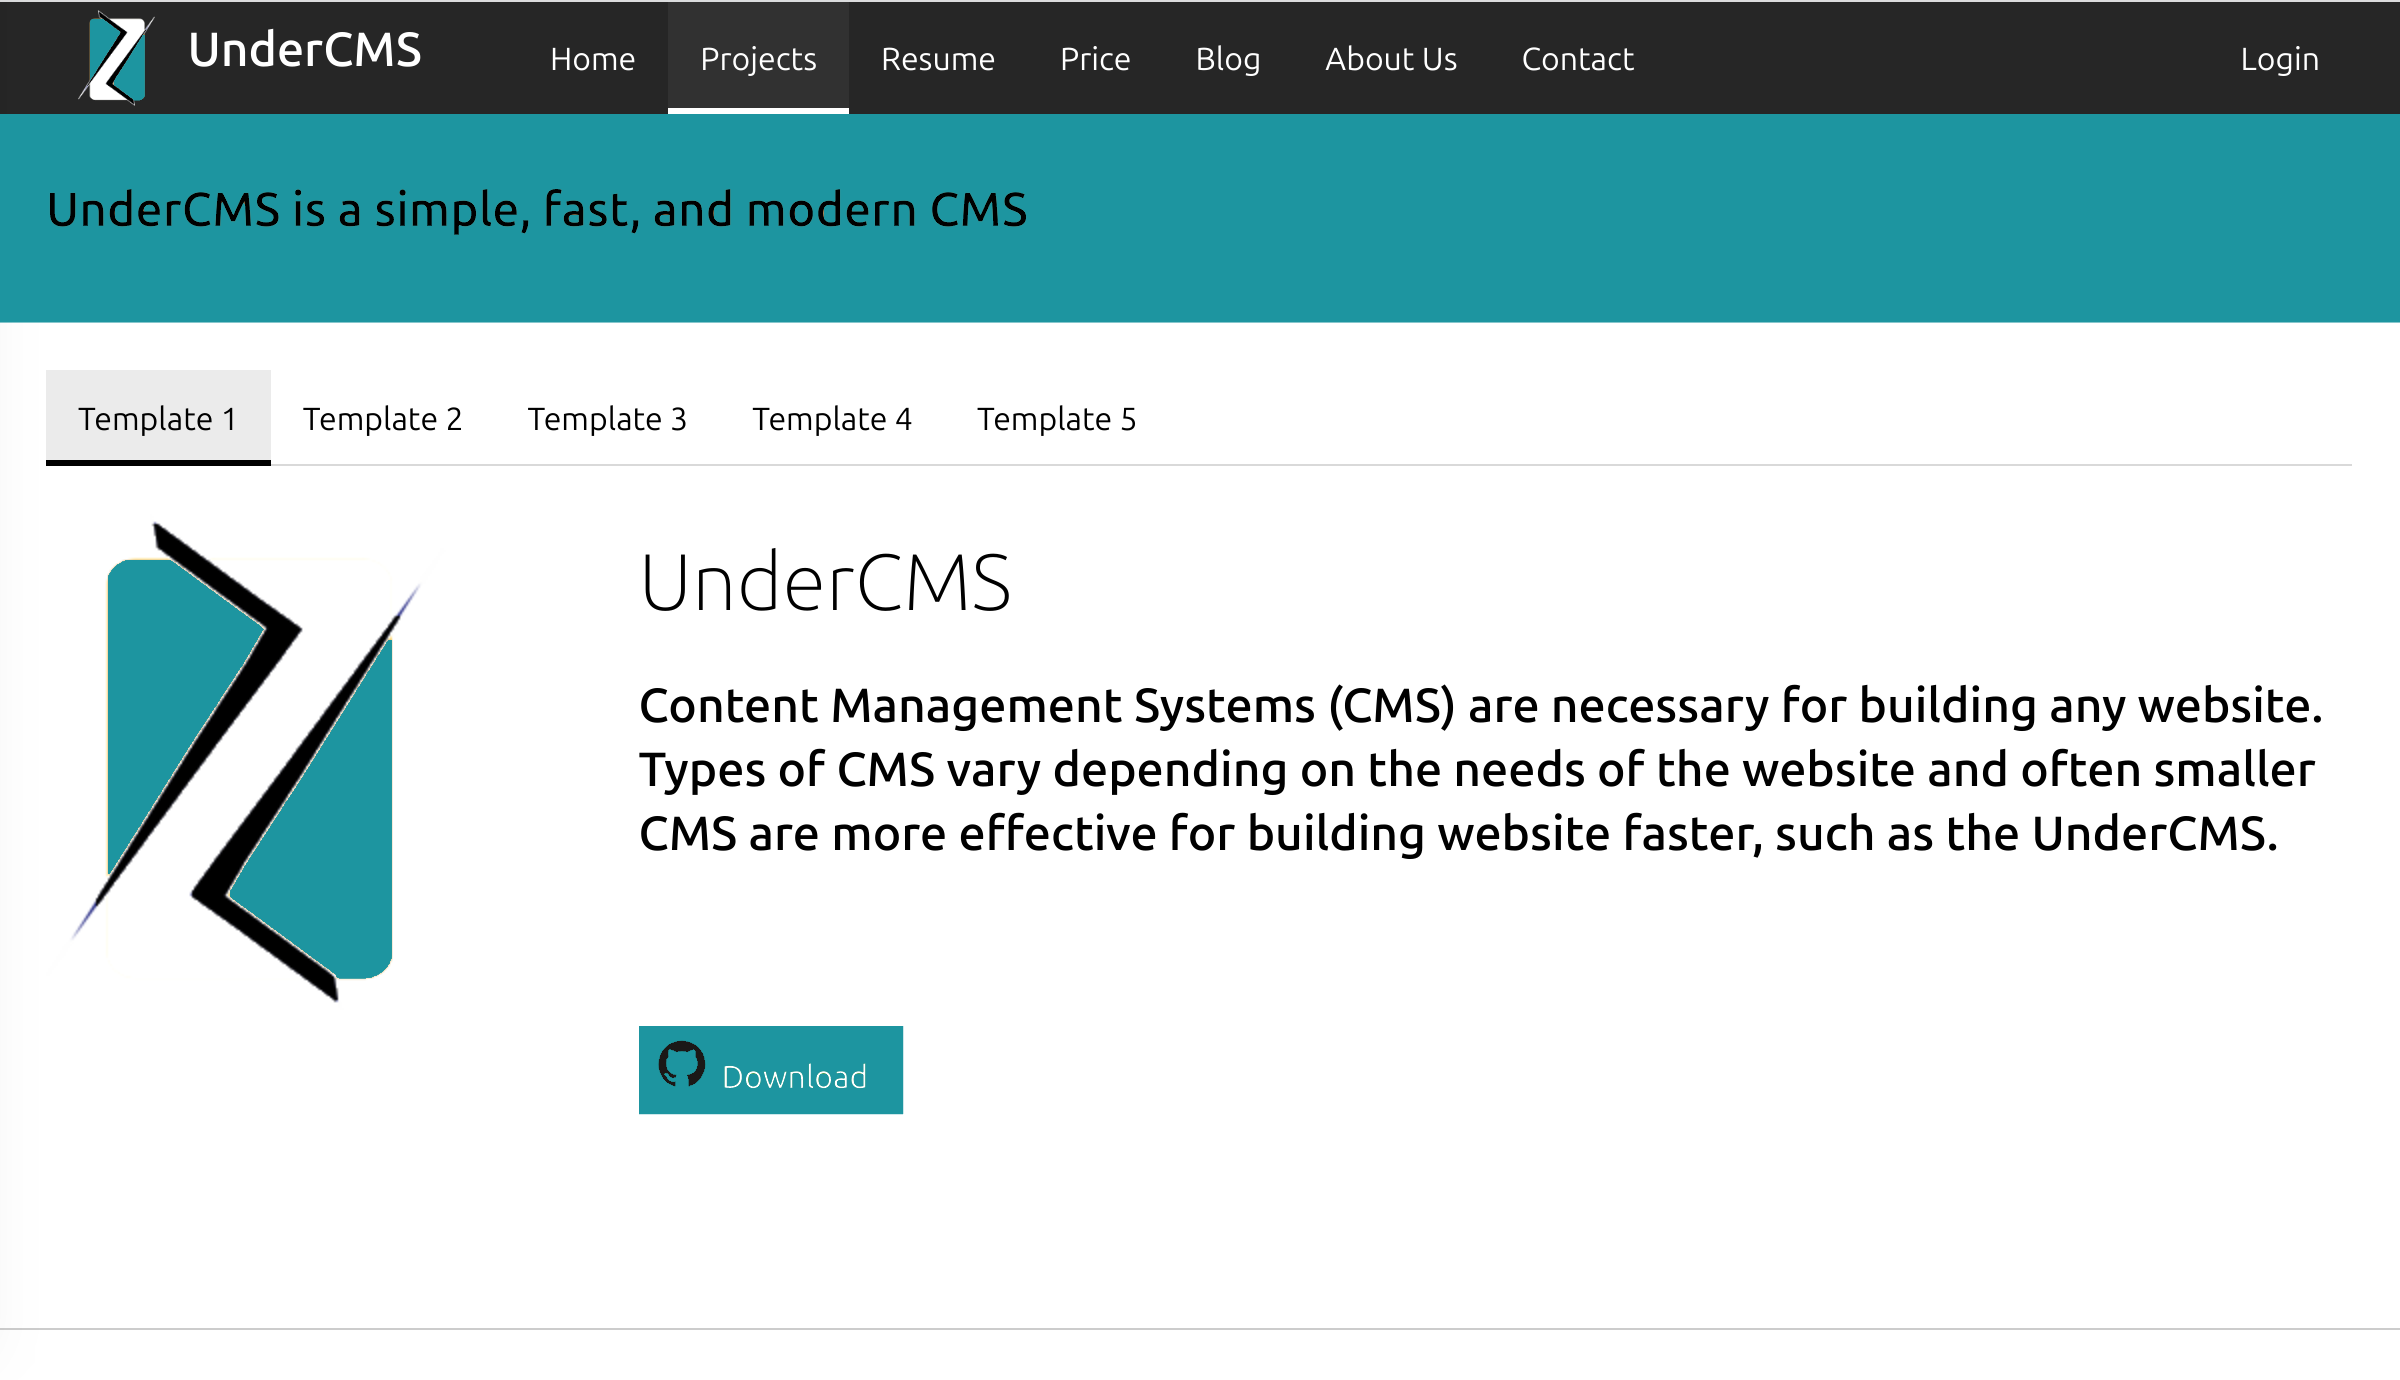 UnderCMS Home Projects Resume Price Blog About Us Contact Login
UnderCMS is a simple, fast, and modern CMS
Template 1 Template 2 Template 3 Template 4 Template 5
UnderCMS
Content Management Systems (CMS) are necessary for building any website.
Types of CMS vary depending on the needs of the website and often smaller
CMS are more effective for building website faster, such as the UnderCMS.
Download